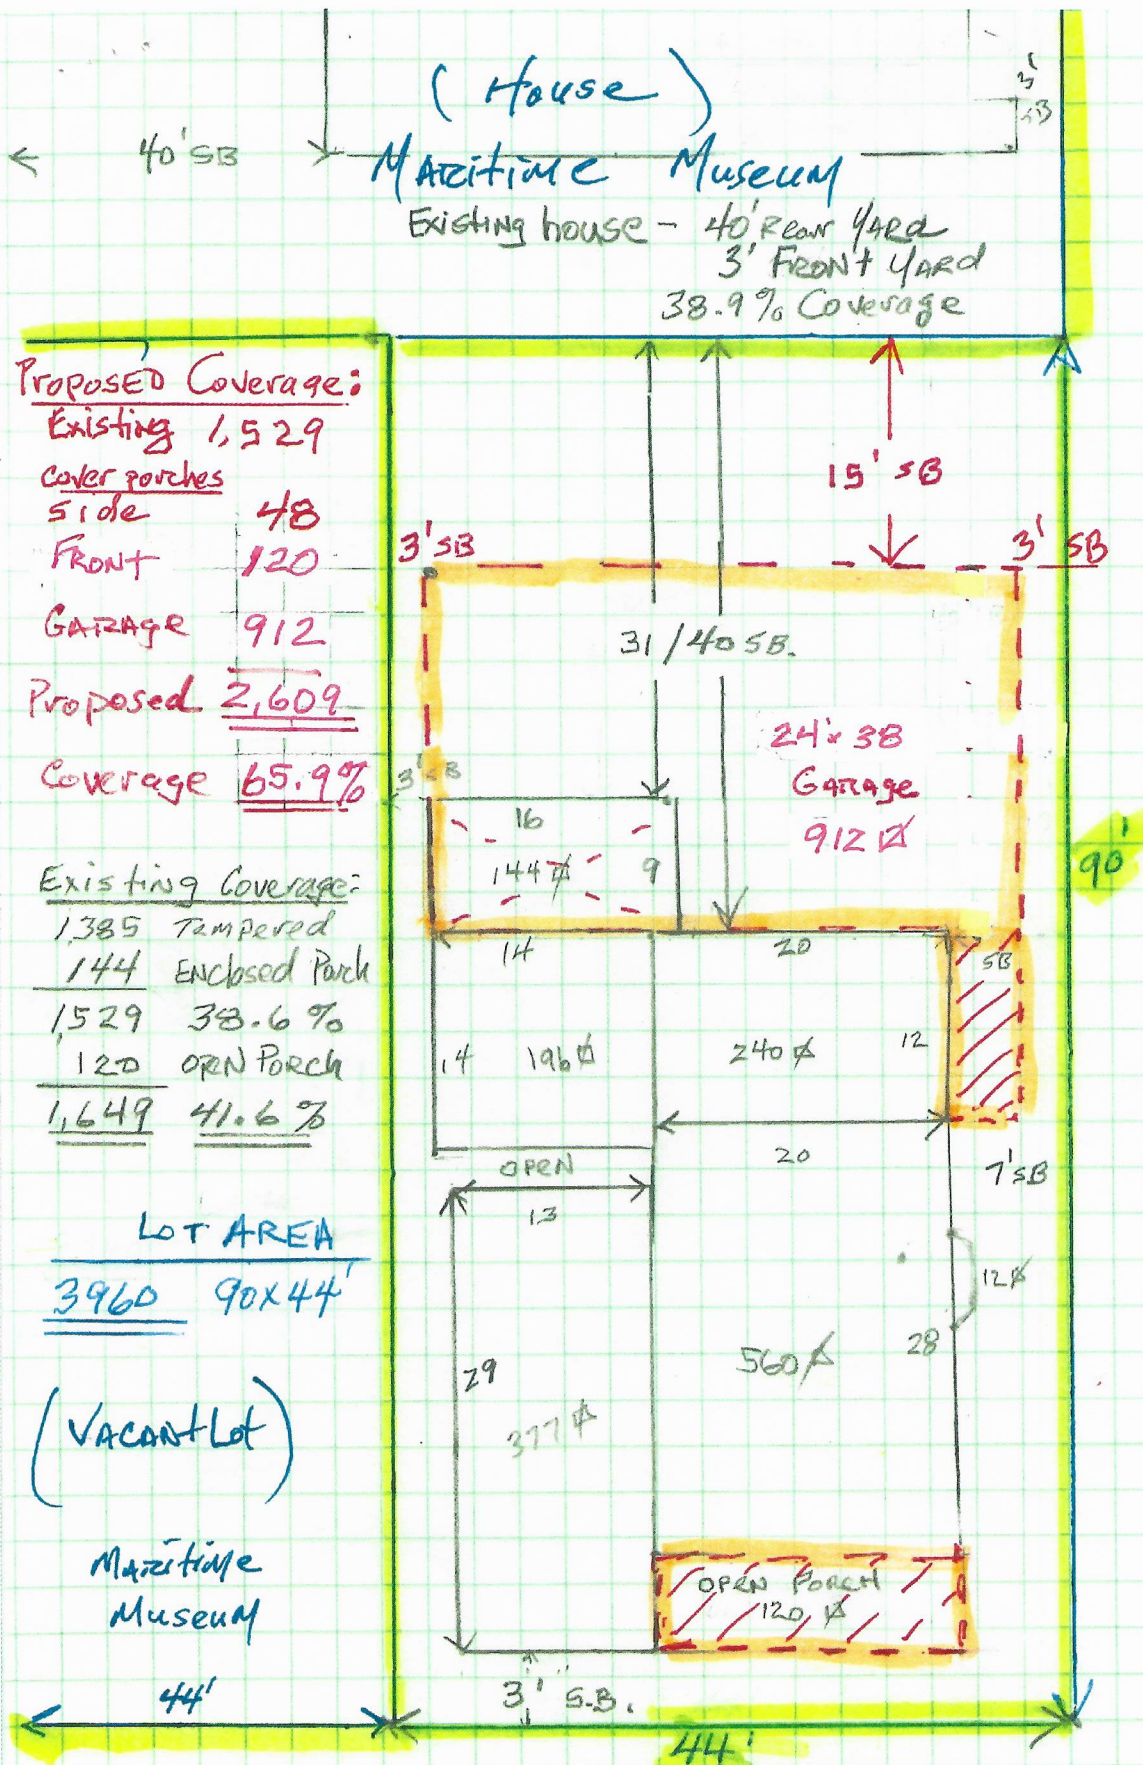 (House)
3'
SB
40'SB
Maritime Museum
Existing house - 40' Rear Yard
3' Front Yard
38.9% Coverage
Proposed Coverage:
Existing 1,529
cover porches
Side 48
Front 120
Garage 912
Proposed 2,609
Coverage 65.9%
15' SB
3' SB
3' SB
31/40 SB.
24'x38
Garage
912
3' SB
16
144
9
90'
Existing Coverage:
1,385 Tempered
144 Enclosed Porch
1,529 38.6%
120 OPEN Porch
1,649 41.6%
14
20
SB
14
196
240
12
OPEN
20
7'SB
13
LOT AREA
3960 90x44'
12
29
28
560
377
(Vacant Lot)
Maritime
Museum
OPEN PORCH
120
3' S.B.
44'
44'